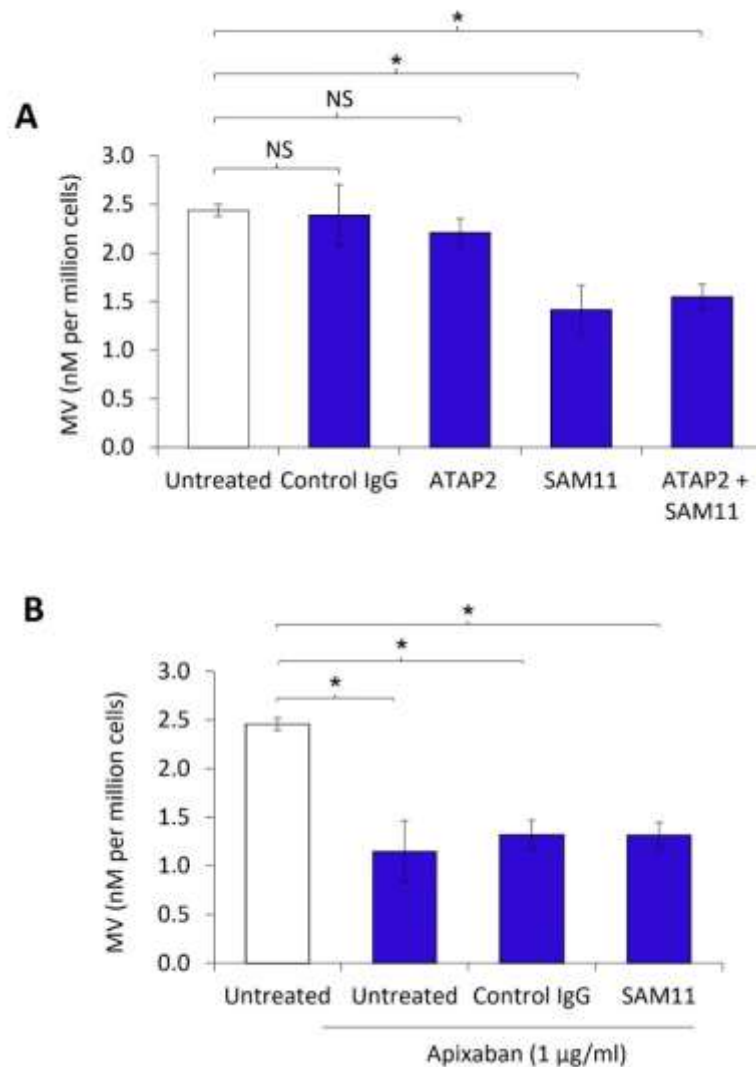 *
*
A
NS
NS
3.0
2.5
2.0
1.5
1.0
0.5
0.0
MV (nM per million cells)
Untreated Control IgG ATAP2 SAM11 ATAP2 +
SAM11
B
*
*
*
3.0
2.5
2.0
1.5
1.0
0.5
0.0
MV (nM per million cells)
Untreated Untreated Control IgG SAM11
Apixaban (1 µg/ml)